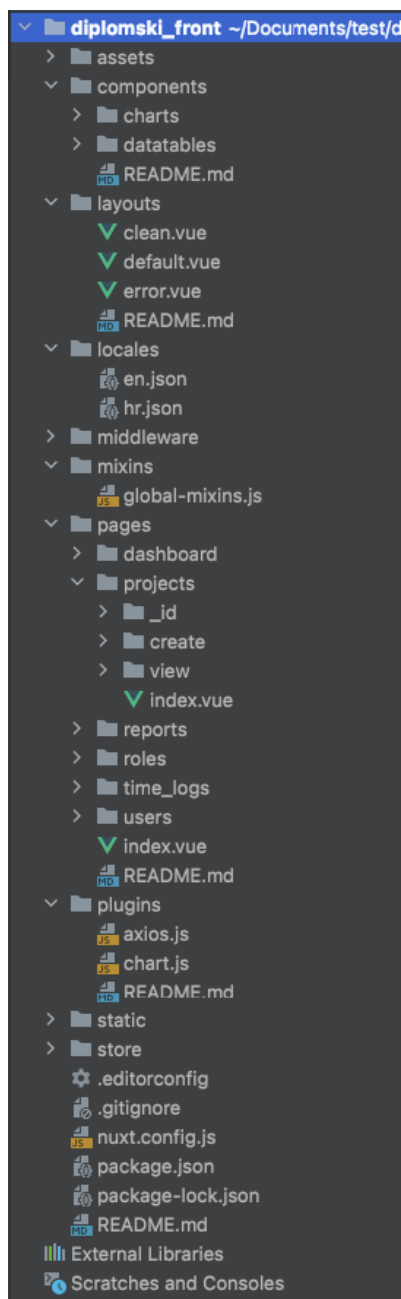 diplomski_front ~/Documents/test/d
assets
components
charts
datatables
README.md
layouts
clean.vue
default.vue
error.vue
README.md
locales
en.json
hr.json
middleware
mixins
global-mixins.js
pages
dashboard
projects
_id
create
view
index.vue
reports
roles
time_logs
users
index.vue
README.md
plugins
axios.js
chart.js
README.md
static
store
.editorconfig
.gitignore
nuxt.config.js
package.json
package-lock.json
README.md
External Libraries
Scratches and Consoles